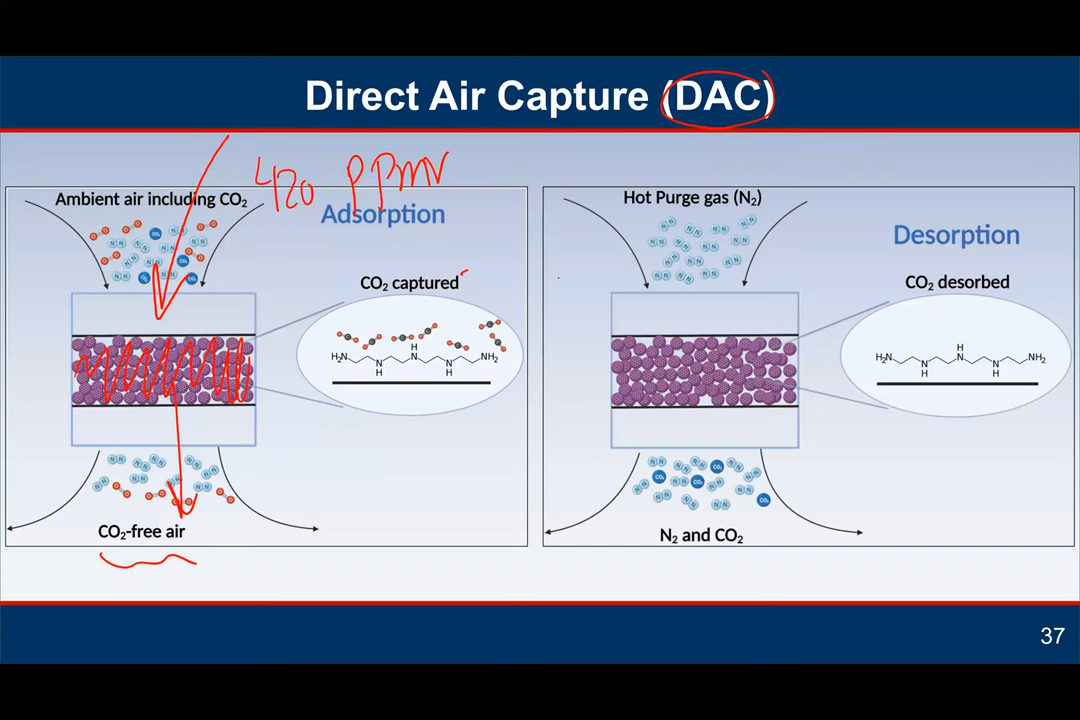 Direct Air Capture (DAC)
420 ppmv
Ambient air including CO₂
Adsorption
CO₂ captured
H₂N
H
N
N
H
N
H
NH₂
CO₂-free air
Hot Purge gas (N₂)
Desorption
CO₂ desorbed
H₂N
H
N
N
H
N
H
NH₂
N₂ and CO₂
37